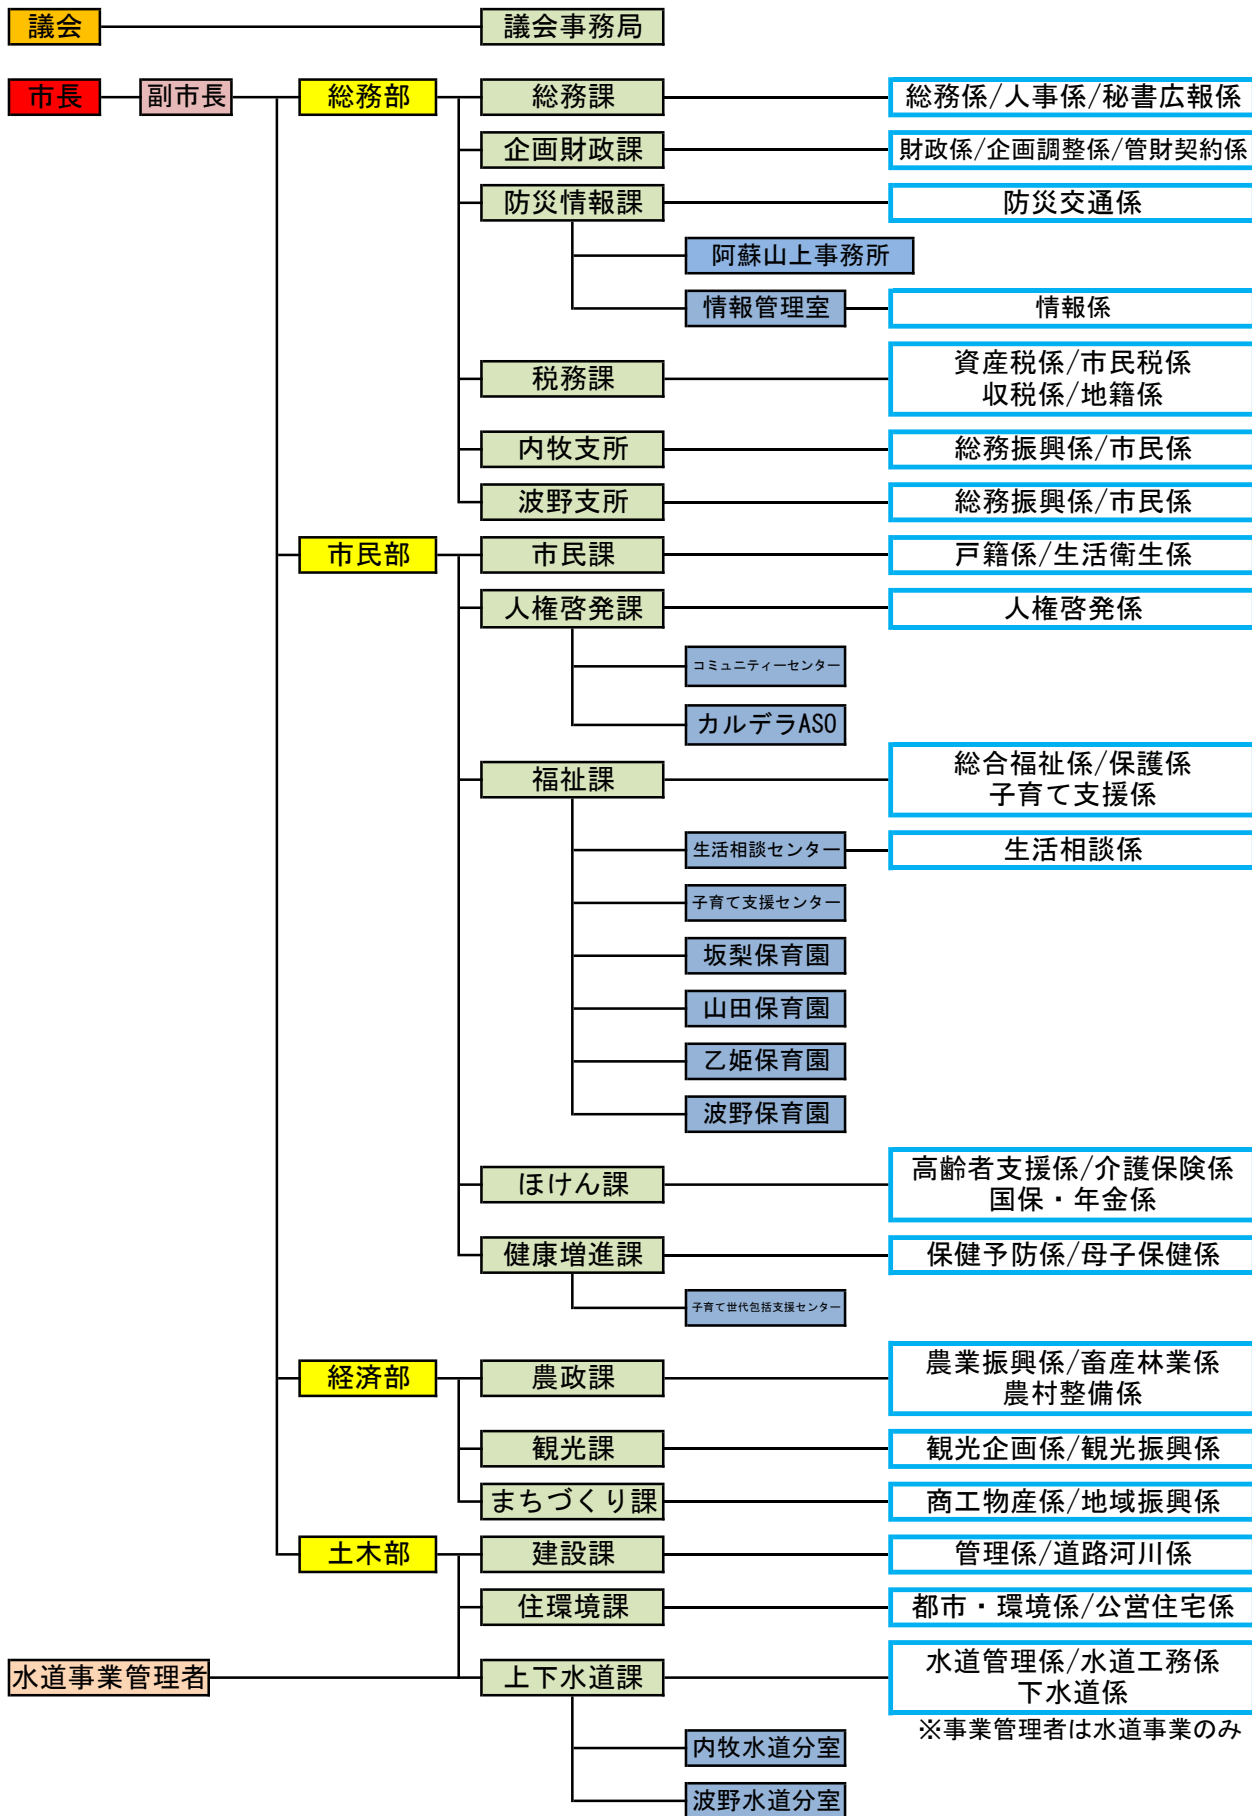 議会 議会事務局
市長 副市長 総務部 総務課 総務係/人事係/秘書広報係
企画財政課 財政係/企画調整係/管財契約係
防災情報課 防災交通係
阿蘇山上事務所
情報管理室 情報係
税務課 資産税係/市民税係
収税係/地籍係
内牧支所 総務振興係/市民係
波野支所 総務振興係/市民係
市民部 市民課 戸籍係/生活衛生係
人権啓発課 人権啓発係
コミュニティーセンター
カルデラASO
福祉課 総合福祉係/保護係
子育て支援係
生活相談センター 生活相談係
子育て支援センター
坂梨保育園
山田保育園
乙姫保育園
波野保育園
ほけん課 高齢者支援係/介護保険係
国保・年金係
健康増進課 保健予防係/母子保健係
子育て世代包括支援センター
経済部 農政課 農業振興係/畜産林業係
農村整備係
観光課 観光企画係/観光振興係
まちづくり課 商工物産係/地域振興係
土木部 建設課 管理係/道路河川係
住環境課 都市・環境係/公営住宅係
水道事業管理者 上下水道課 水道管理係/水道工務係
下水道係
※事業管理者は水道事業のみ
内牧水道分室
波野水道分室